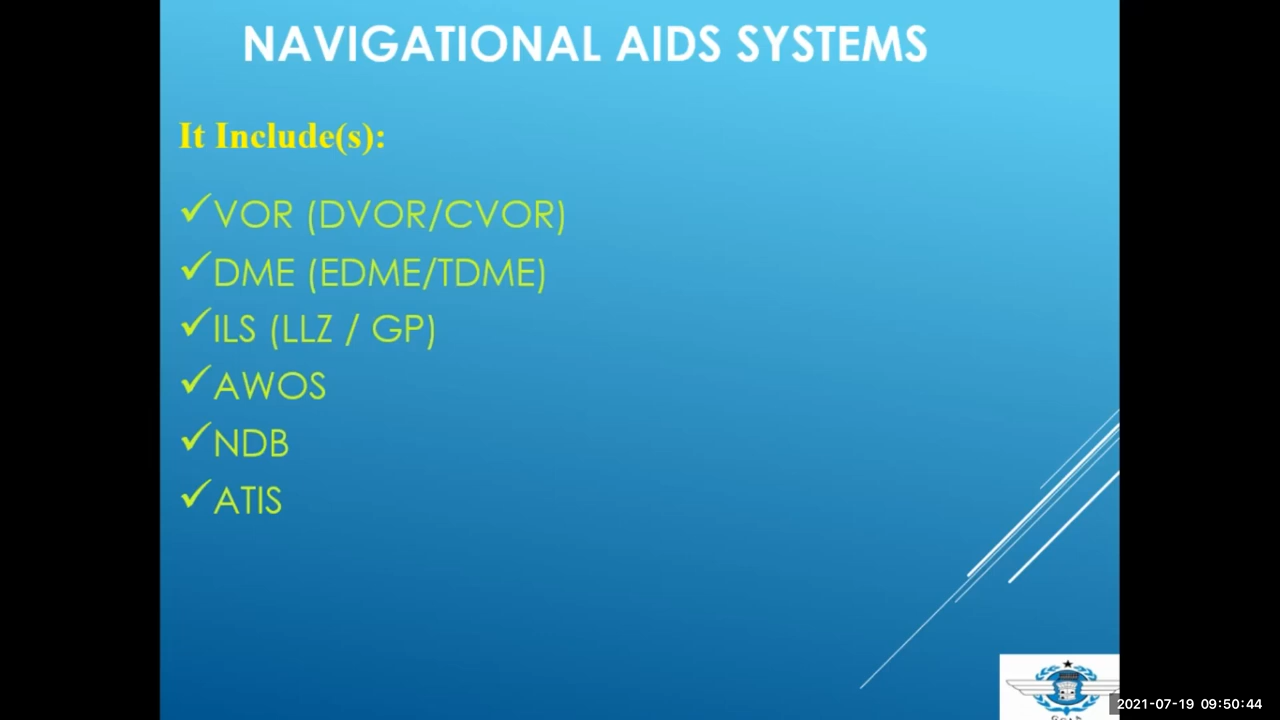 NAVIGATIONAL AIDS SYSTEMS
It Include(s):
✓VOR (DVOR/CVOR)
✓DME (EDME/TDME)
✓ILS (LLZ / GP)
✓AWOS
✓NDB
✓ATIS
2021-07-19 09:50:44